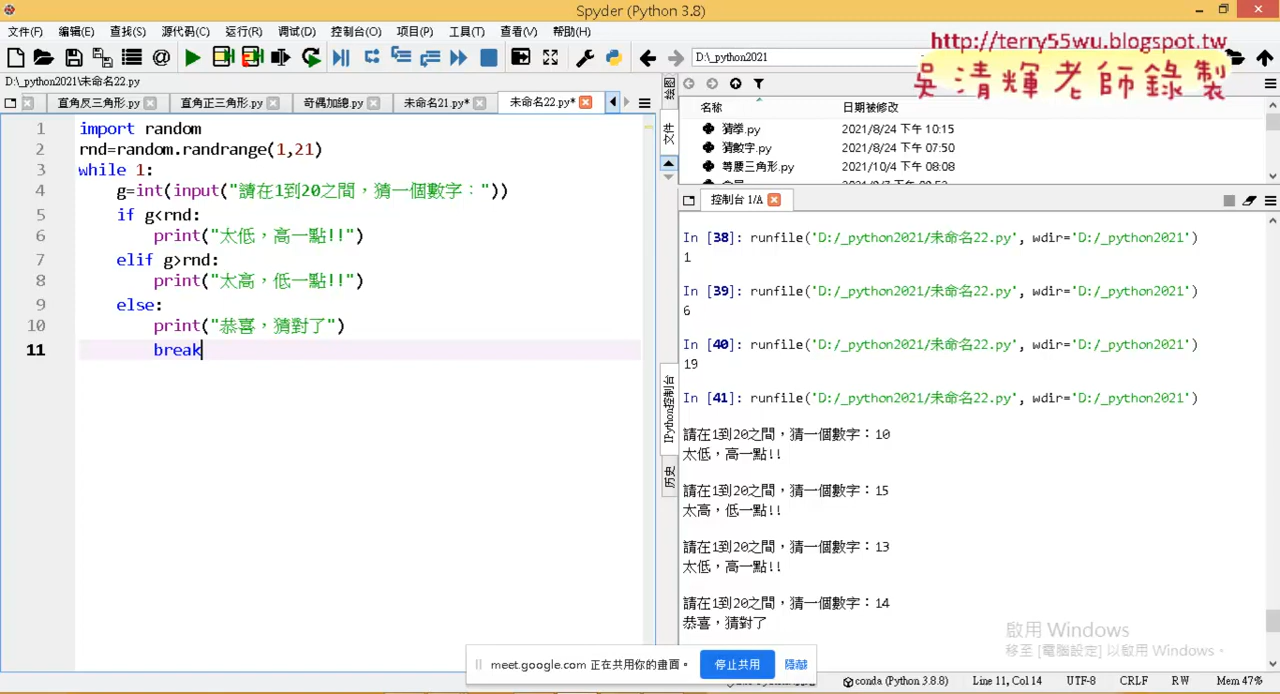 Spyder (Python 3.8)
文件(F) 编辑(E) 查找(S) 源代码(C) 运行(R) 调试(D) 控制台(O) 项目(P) 工具(T) 查看(V) 帮助(H)
D:\_python2021
http://terry55wu.blogspot.tw
吳清輝老師錄製
D:\_python2021\未命名22.py
直角反三角形.py 直角正三角形.py 奇偶加總.py 未命名21.py* 未命名22.py*
1 import random
2 rnd=random.randrange(1,21)
3 while 1:
4 g=int(input("請在1到20之間，猜一個數字："))
5 if g<rnd:
6 print("太低，高一點!!")
7 elif g>rnd:
8 print("太高，低一點!!")
9 else:
10 print("恭喜，猜對了")
11 break
文件
IPython控制台
历史
名称 日期被修改
猜拳.py 2021/8/24 下午 10:15
猜數字.py 2021/8/24 下午 07:50
等腰三角形.py 2021/10/4 下午 08:08
控制台 1/A
In [38]: runfile('D:/_python2021/未命名22.py', wdir='D:/_python2021')
1
In [39]: runfile('D:/_python2021/未命名22.py', wdir='D:/_python2021')
6
In [40]: runfile('D:/_python2021/未命名22.py', wdir='D:/_python2021')
19
In [41]: runfile('D:/_python2021/未命名22.py', wdir='D:/_python2021')
請在1到20之間，猜一個數字：10
太低，高一點!!
請在1到20之間，猜一個數字：15
太高，低一點!!
請在1到20之間，猜一個數字：13
太低，高一點!!
請在1到20之間，猜一個數字：14
恭喜，猜對了
啟用 Windows
移至 [電腦設定] 以啟用 Windows。
meet.google.com 正在共用你的畫面。 停止共用 隱藏
conda (Python 3.8.8) Line 11, Col 14 UTF-8 CRLF RW Mem 47%